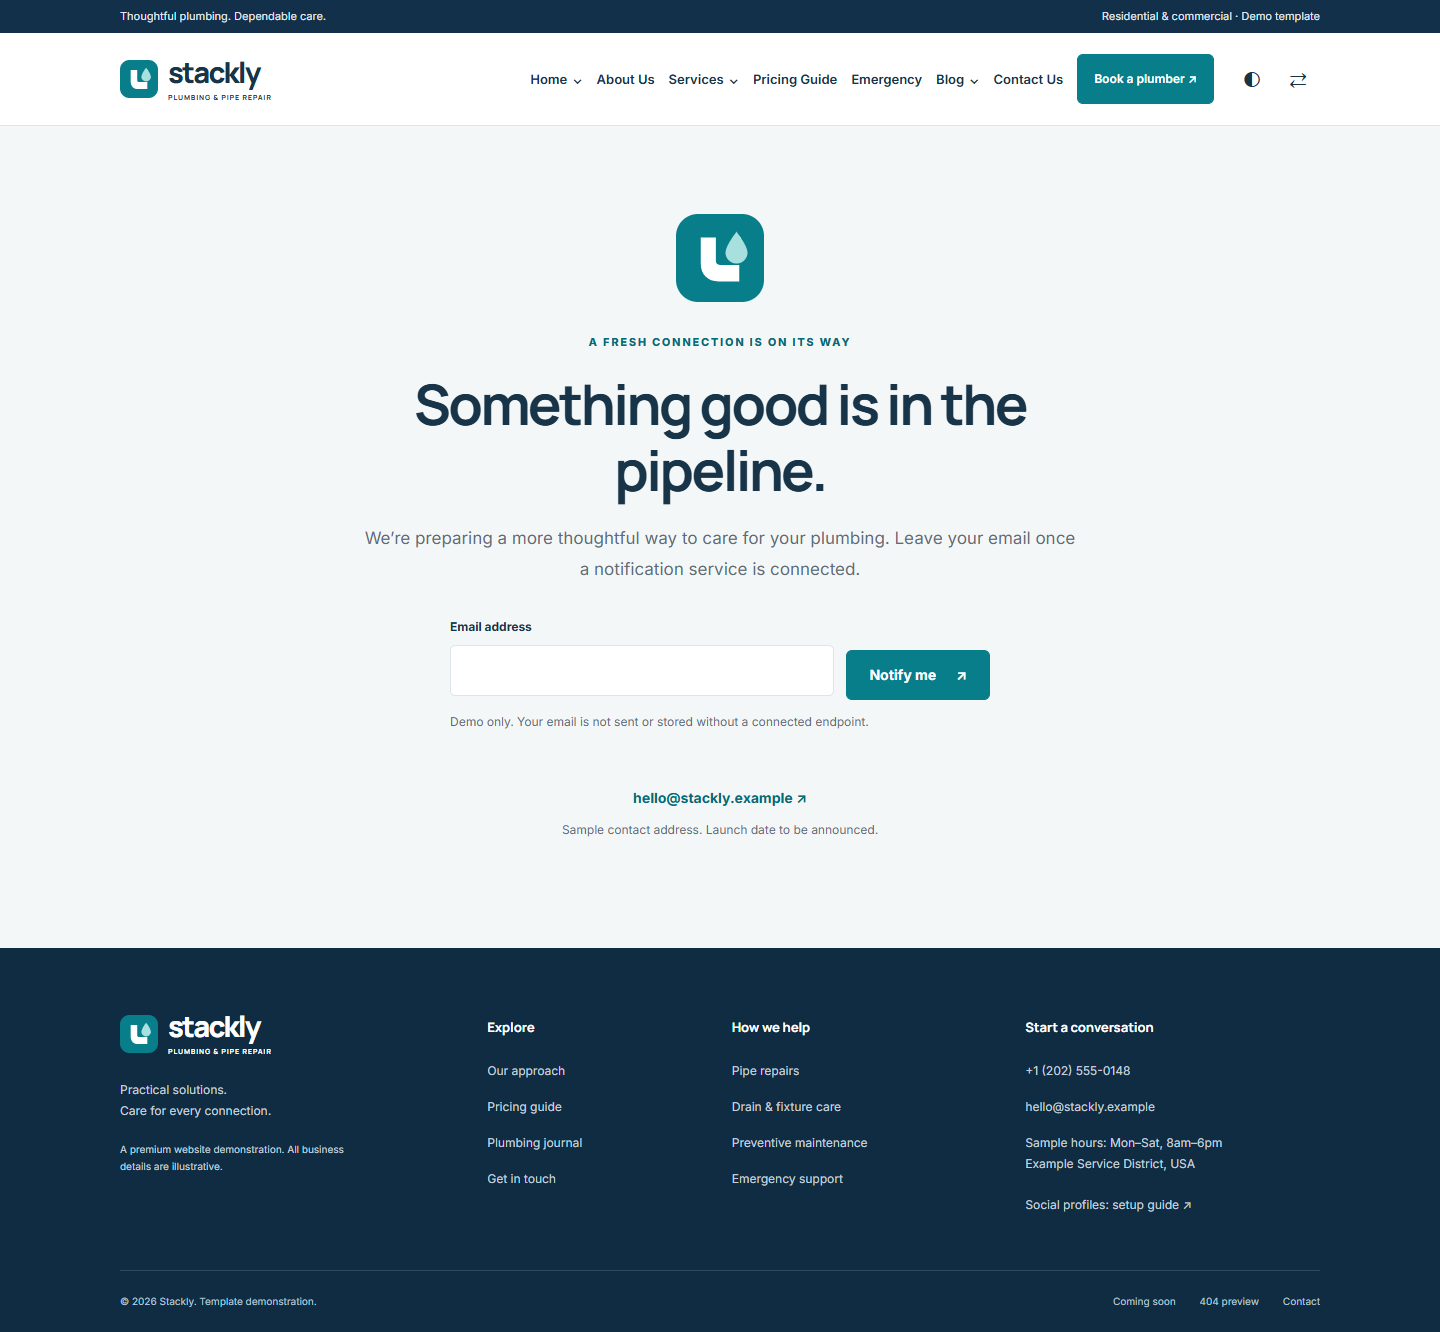 Thoughtful plumbing. Dependable care.
Residential & commercial · Demo template
stackly
PLUMBING & PIPE REPAIR
Home
About Us
Services
Pricing Guide
Emergency
Blog
Contact Us
Book a plumber ↗
A FRESH CONNECTION IS ON ITS WAY
Something good is in the
pipeline.
We’re preparing a more thoughtful way to care for your plumbing. Leave your email once
a notification service is connected.
Email address
Notify me ↗
Demo only. Your email is not sent or stored without a connected endpoint.
hello@stackly.example ↗
Sample contact address. Launch date to be announced.
stackly
PLUMBING & PIPE REPAIR
Practical solutions.
Care for every connection.
A premium website demonstration. All business
details are illustrative.
Explore
Our approach
Pricing guide
Plumbing journal
Get in touch
How we help
Pipe repairs
Drain & fixture care
Preventive maintenance
Emergency support
Start a conversation
+1 (202) 555-0148
hello@stackly.example
Sample hours: Mon–Sat, 8am–6pm
Example Service District, USA
Social profiles: setup guide ↗
© 2026 Stackly. Template demonstration.
Coming soon
404 preview
Contact